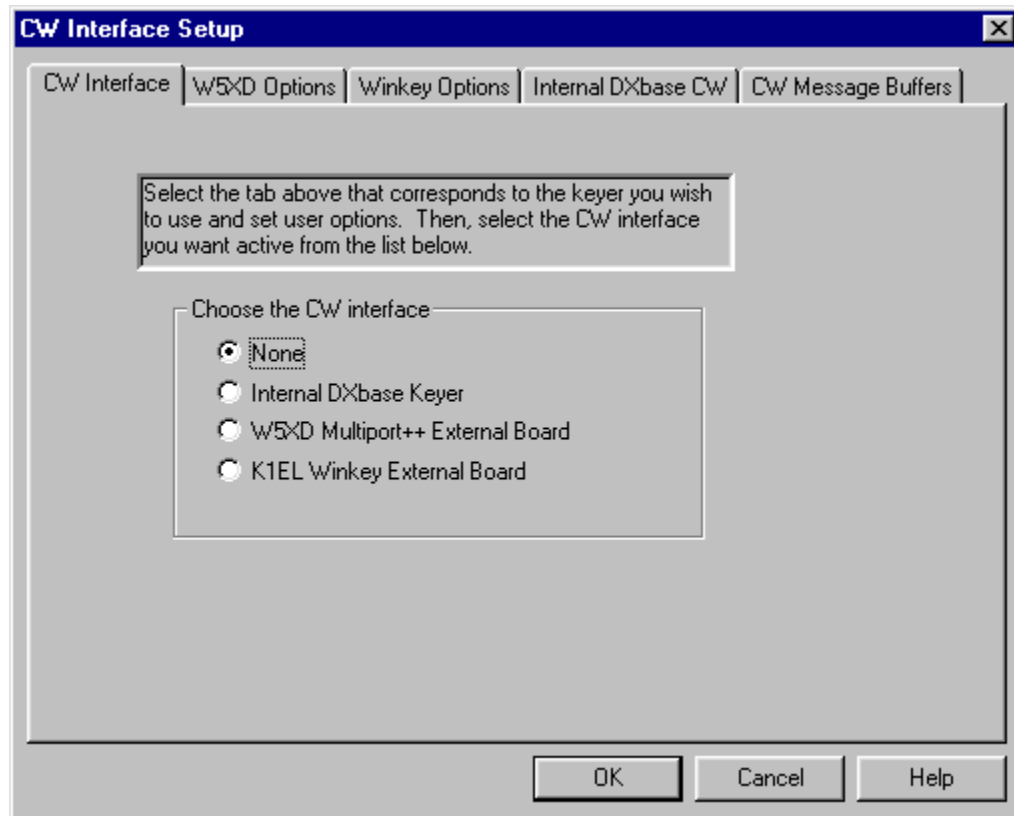 CW Interface Setup
CW Interface W5XD Options Winkey Options Internal DXbase CW CW Message Buffers
Select the tab above that corresponds to the keyer you wish
to use and set user options. Then, select the CW interface
you want active from the list below.
Choose the CW interface
None
Internal DXbase Keyer
W5XD Multiport++ External Board
K1EL Winkey External Board
OK Cancel Help